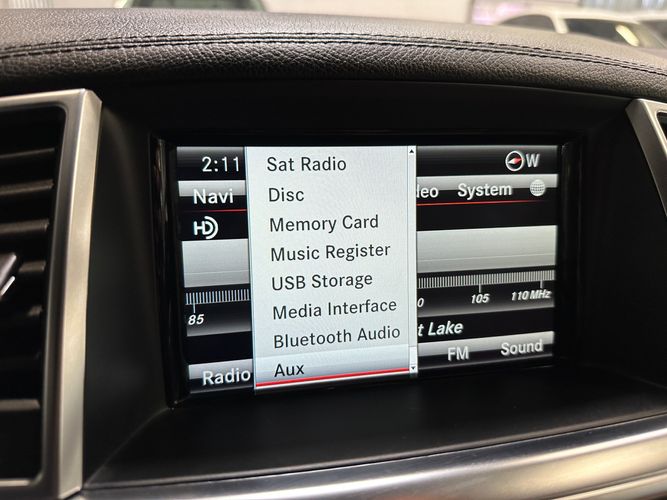 2:11
W
Navi
deo
System
HD
Sat Radio
Disc
Memory Card
Music Register
USB Storage
Media Interface
Bluetooth Audio
Aux
85
0
105
110 MHz
t Lake
Radio
FM
Sound